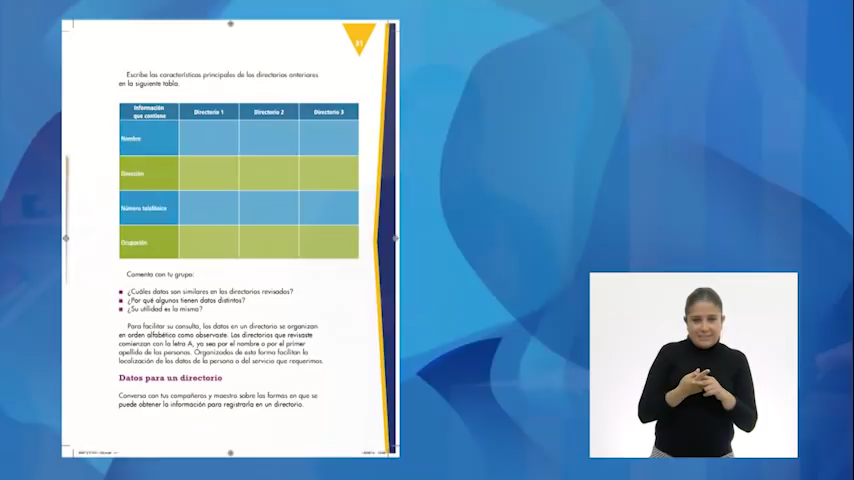 91
Escribe las características principales de los directorios anteriores
en la siguiente tabla.
Información
que contiene
Directorio 1
Directorio 2
Directorio 3
Nombre
Dirección
Número telefónico
Ocupación
Comenta con tu grupo:
¿Cuáles datos son similares en los directorios revisados?
¿Por qué algunos tienen datos distintos?
¿Su utilidad es la misma?
Para facilitar su consulta, los datos en un directorio se organizan
en orden alfabético como observaste. Los directorios que revisaste
comienzan con la letra A, ya sea por el nombre o por el primer
apellido de las personas. Organizados de esta forma facilitan la
localización de los datos de la persona o del servicio que requerimos.
Datos para un directorio
Conversa con tus compañeros y maestro sobre las formas en que se
puede obtener la información para registrarla en un directorio.